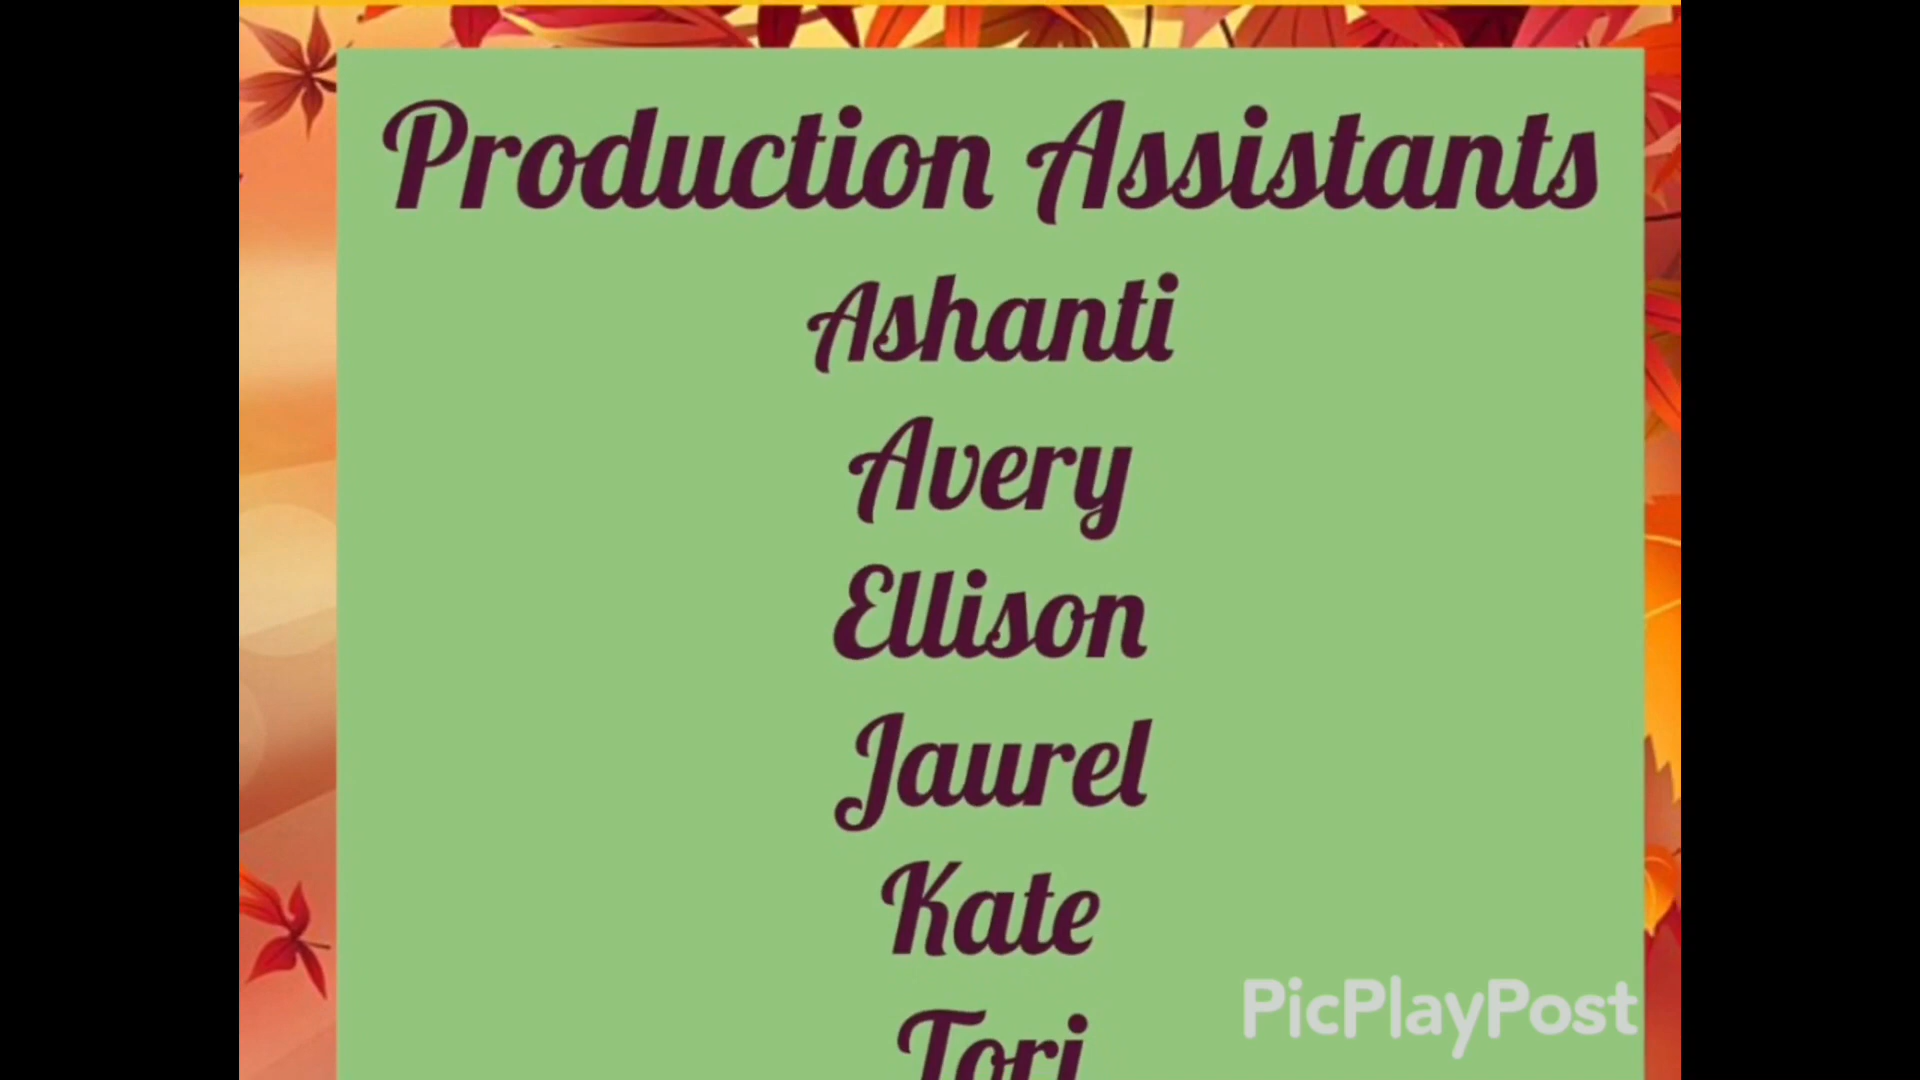 Production Assistants
Ashanti
Avery
Ellison
Jaurel
Kate
Tori
PicPlayPost